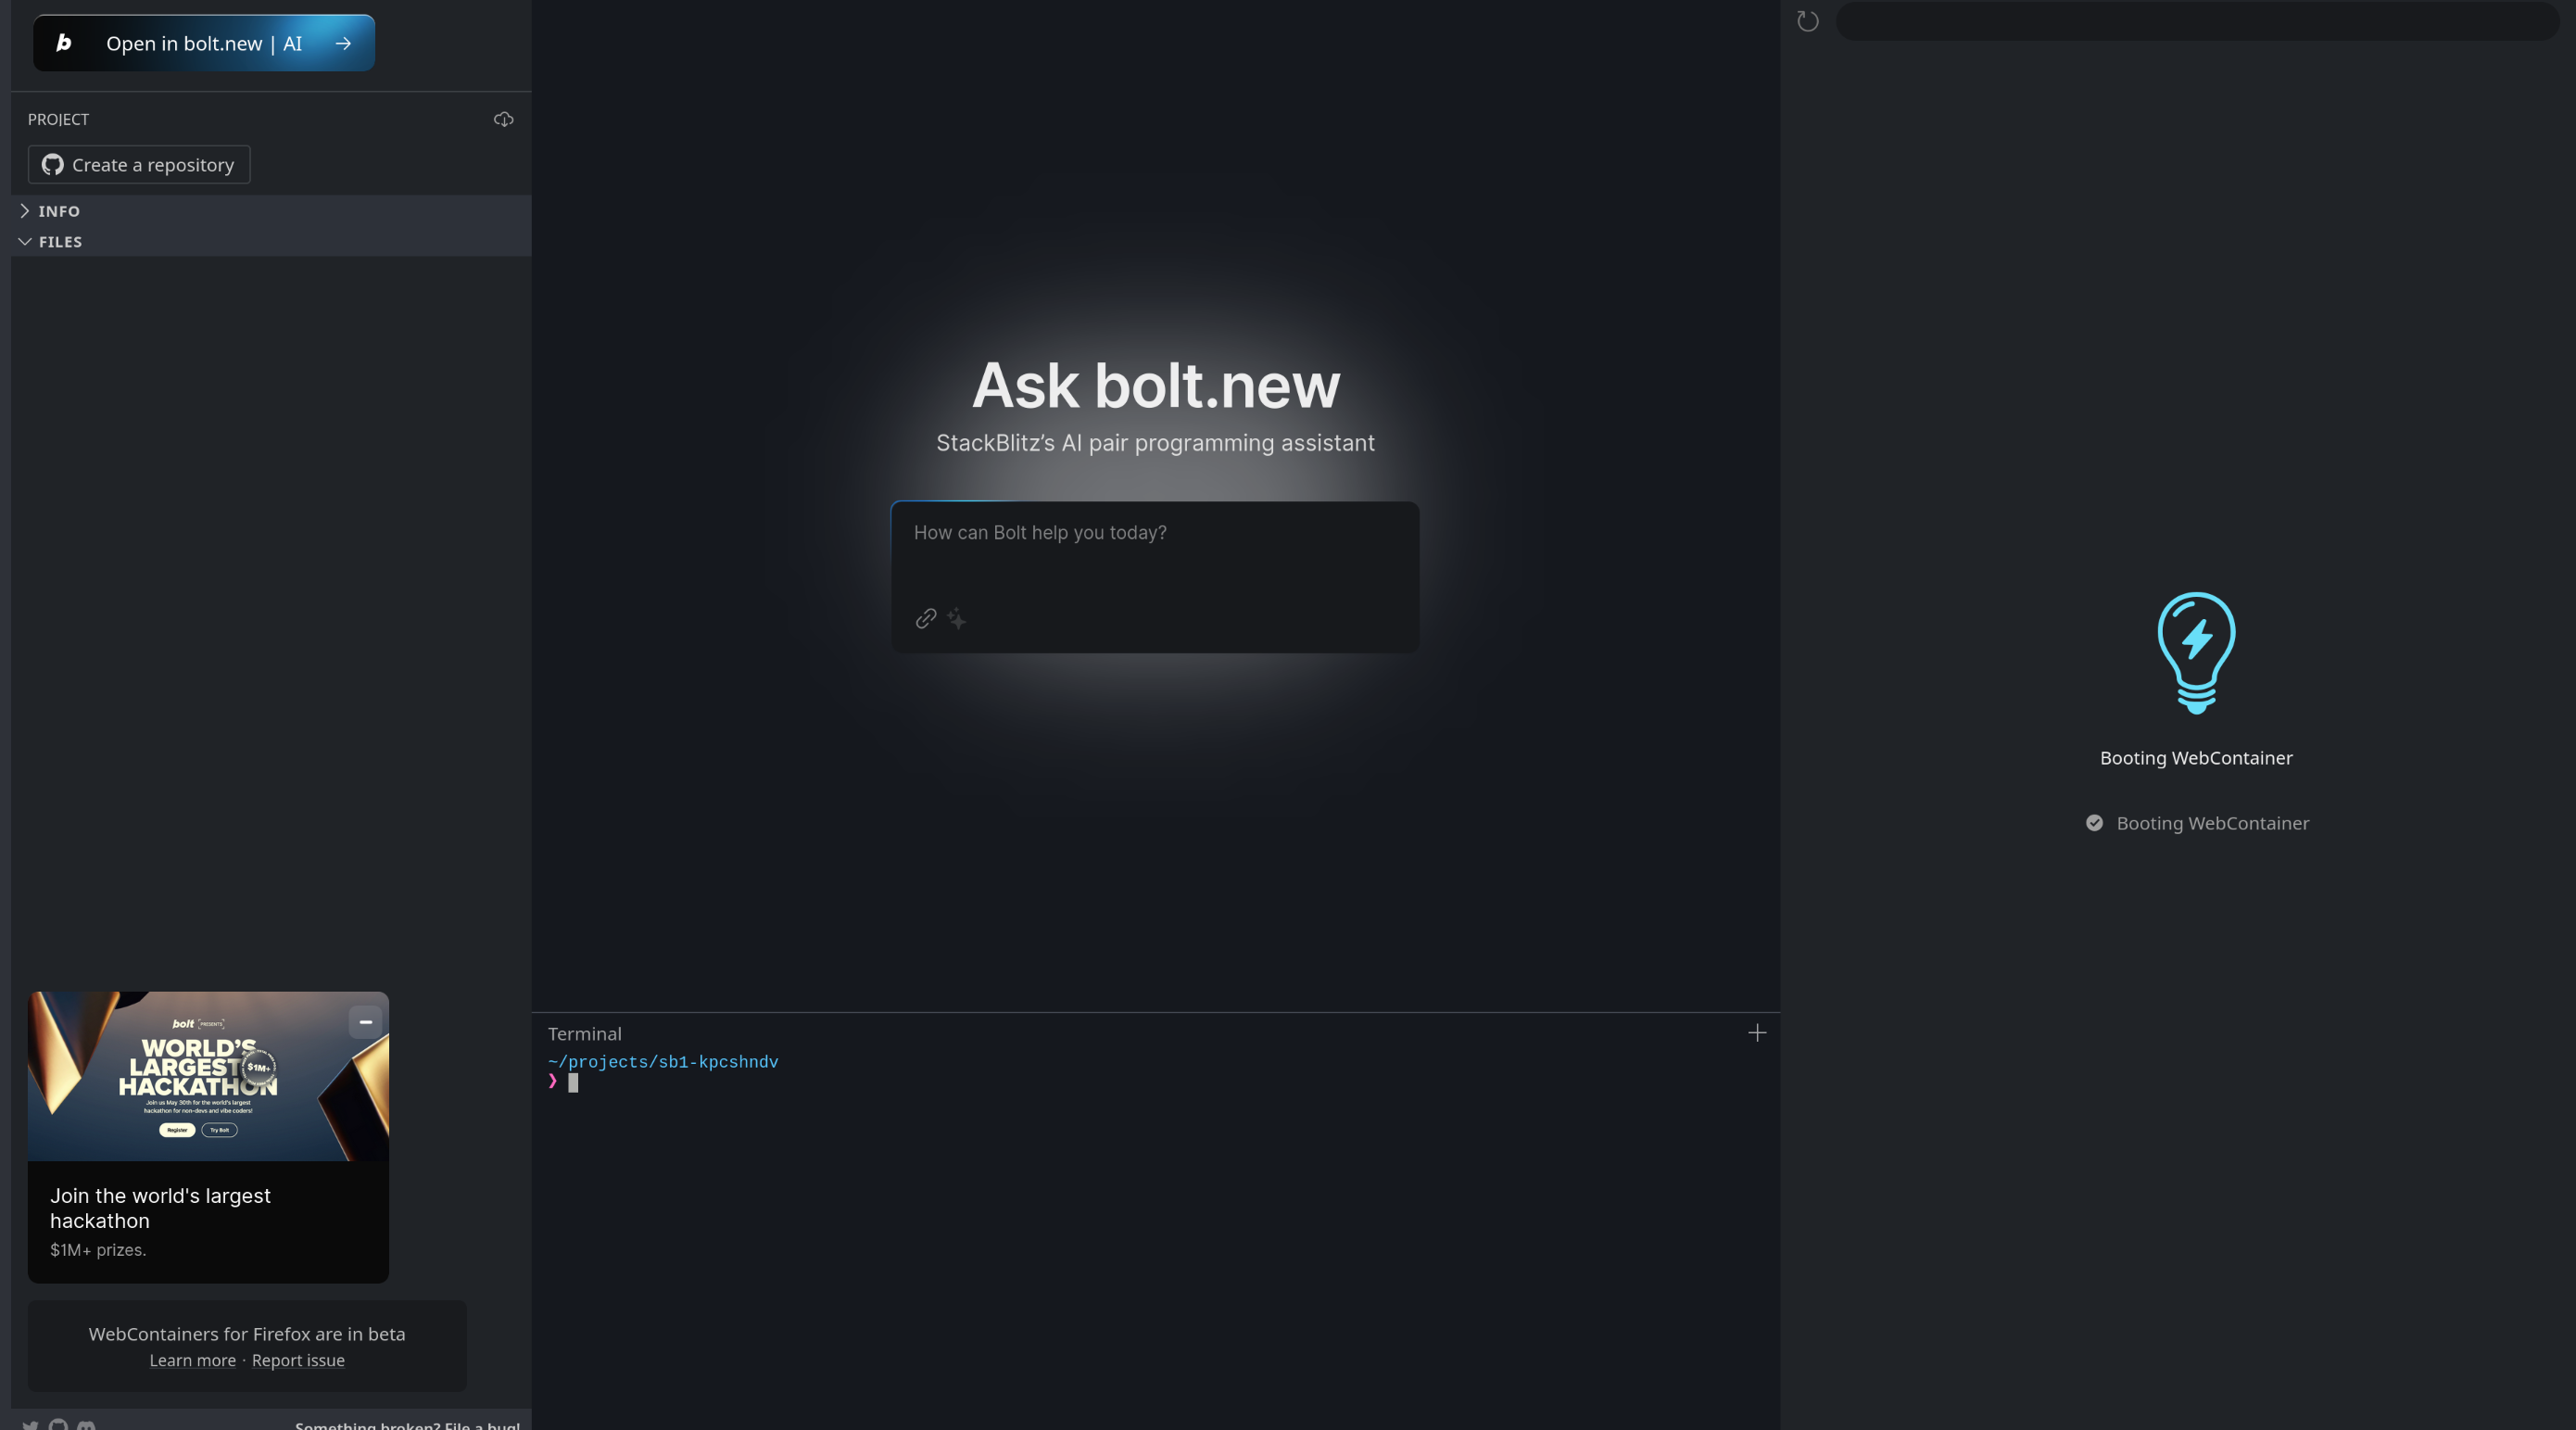 b Open in bolt.new | AI
PROJECT
Create a repository
INFO
FILES
bolt PRESENTS
WORLD'S
LARGEST
HACKATHON
$1M+
Join us May 30th for the world's largest
hackathon for non-devs and vibe coders!
Register Try Bolt
Join the world's largest
hackathon
$1M+ prizes.
WebContainers for Firefox are in beta
Learn more · Report issue
Something broken? File a bug!
Ask bolt.new
StackBlitz’s AI pair programming assistant
How can Bolt help you today?
Terminal
~/projects/sb1-kpcshndv
❯
Booting WebContainer
Booting WebContainer